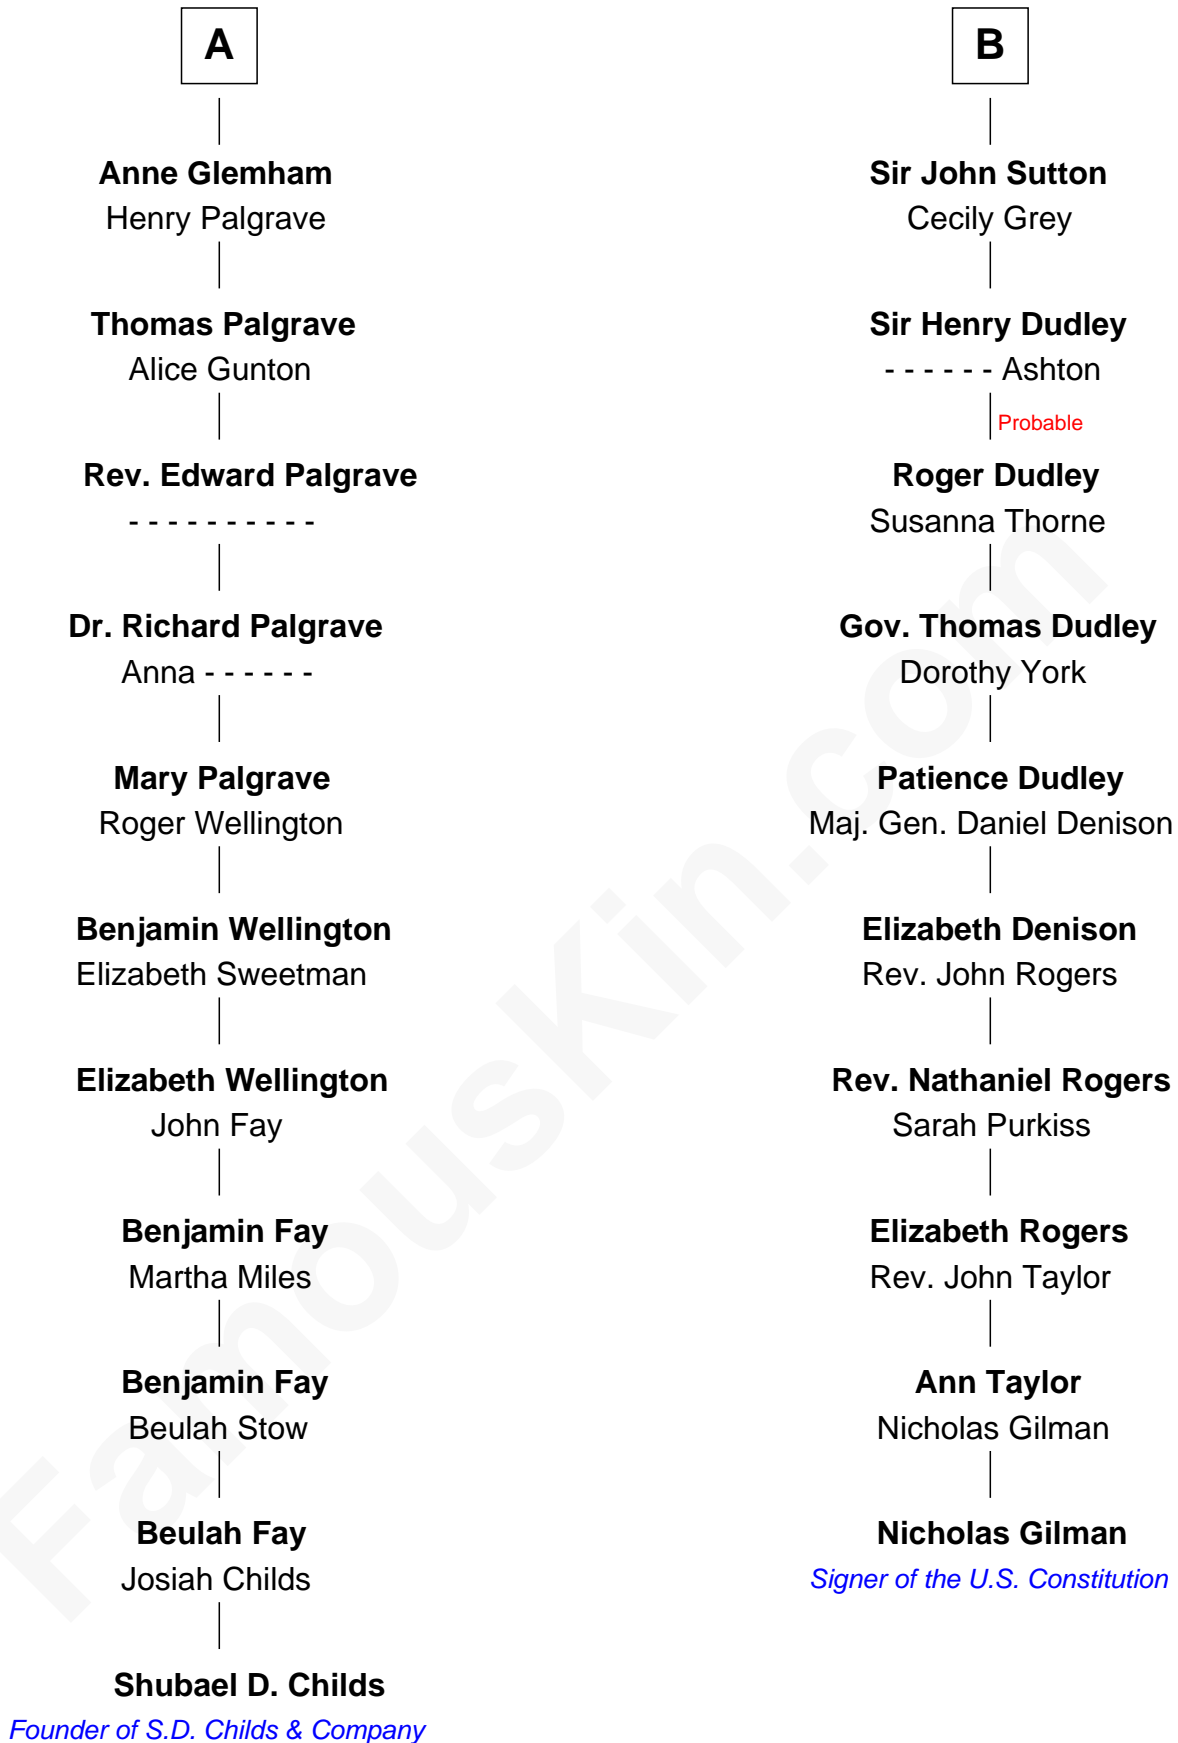 A
Anne Glemham
Henry Palgrave
Thomas Palgrave
Alice Gunton
Rev. Edward Palgrave
- - - - - - - - - -
Dr. Richard Palgrave
Anna - - - - - -
Mary Palgrave
Roger Wellington
Benjamin Wellington
Elizabeth Sweetman
Elizabeth Wellington
John Fay
Benjamin Fay
Martha Miles
Benjamin Fay
Beulah Stow
Beulah Fay
Josiah Childs
Shubael D. Childs
Founder of S.D. Childs & Company
B
Sir John Sutton
Cecily Grey
Sir Henry Dudley
- - - - - - Ashton
Probable
Roger Dudley
Susanna Thorne
Gov. Thomas Dudley
Dorothy York
Patience Dudley
Maj. Gen. Daniel Denison
Elizabeth Denison
Rev. John Rogers
Rev. Nathaniel Rogers
Sarah Purkiss
Elizabeth Rogers
Rev. John Taylor
Ann Taylor
Nicholas Gilman
Nicholas Gilman
Signer of the U.S. Constitution
FamousKin.com